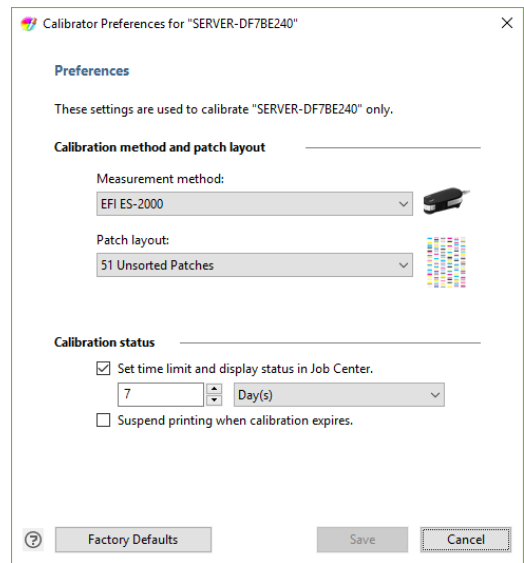 Calibrator Preferences for "SERVER-DF7BE240"
Preferences
These settings are used to calibrate "SERVER-DF7BE240" only.
Calibration method and patch layout
Measurement method:
EFI ES-2000
Patch layout:
51 Unsorted Patches
Calibration status
Set time limit and display status in Job Center.
7 Day(s)
Suspend printing when calibration expires.
? Factory Defaults Save Cancel